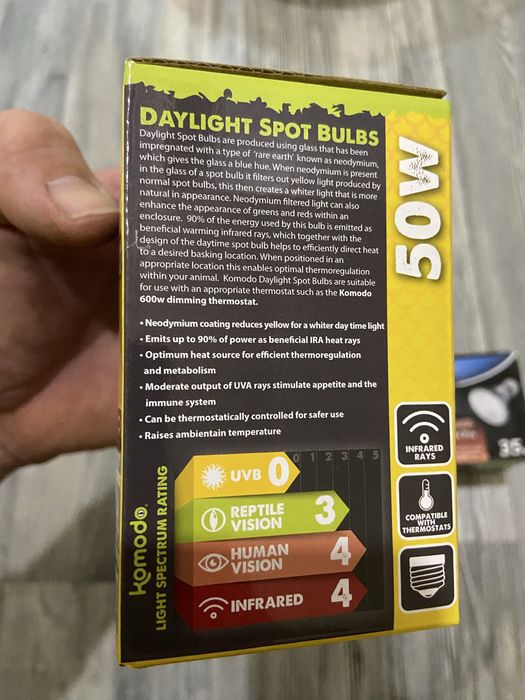 DAYLIGHT SPOT BULBS
Daylight Spot Bulbs are produced using glass that has been
impregnated with a type of 'rare earth' known as neodymium,
which gives the glass a blue hue. When neodymium is present
in the glass of a spot bulb it filters out yellow light produced by
normal spot bulbs, this then creates a whiter light that is more
natural in appearance. Neodymium filtered light can also
enhance the appearance of greens and reds within an
enclosure. 90% of the energy used by this bulb is emitted as
beneficial warming infrared rays, which together with the
design of the daytime spot bulb helps to efficiently direct heat
to a desired basking location. When positioned in an
appropriate location this enables optimal thermoregulation
within your animal. Komodo Daylight Spot Bulbs are suitable
for use with an appropriate thermostat such as the Komodo
600w dimming thermostat.
• Neodymium coating reduces yellow for a whiter day time light
• Emits up to 90% of power as beneficial IRA heat rays
• Optimum heat source for efficient thermoregulation
and metabolism
• Moderate output of UVA rays stimulate appetite and the
immune system
• Can be thermostatically controlled for safer use
• Raises ambientain temperature
50W
komodo
LIGHT SPECTRUM RATING
0 1 2 3 4 5
UVB 0
REPTILE
VISION 3
HUMAN
VISION 4
INFRARED 4
INFRARED
RAYS
COMPATIBLE
WITH
THERMOSTATS
35